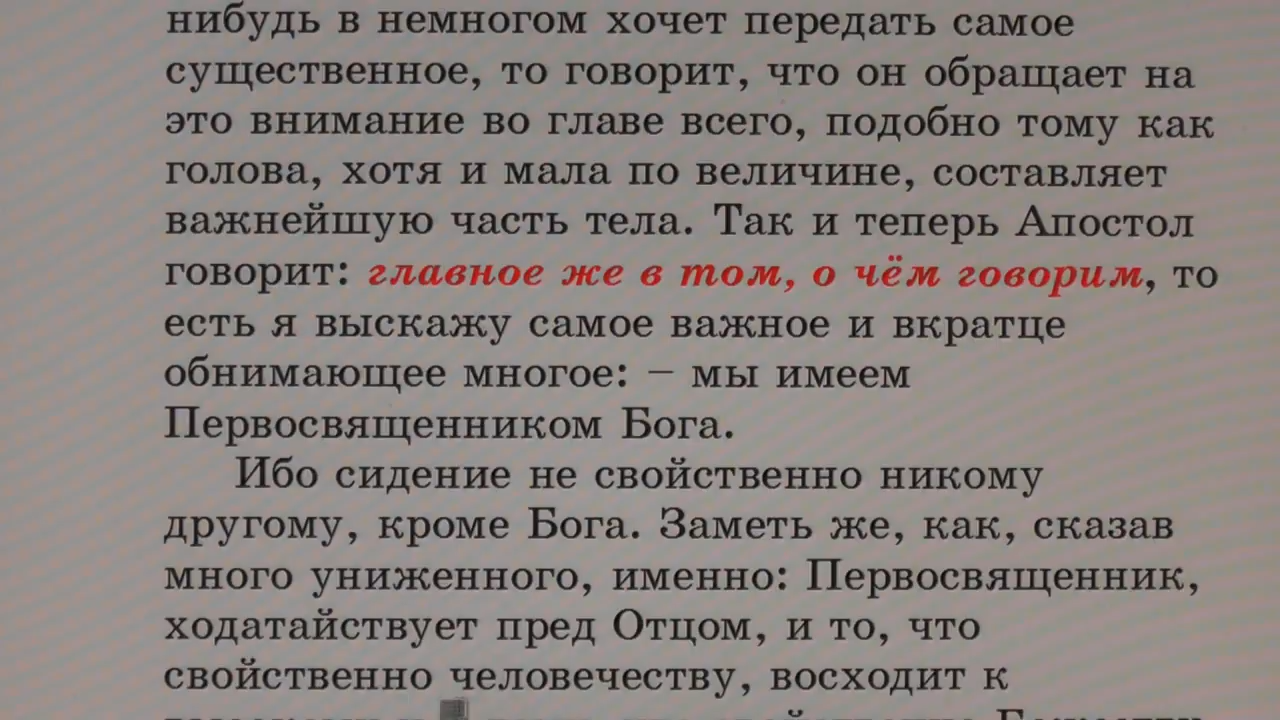 нибудь в немногом хочет передать самое
существенное, то говорит, что он обращает на
это внимание во главе всего, подобно тому как
голова, хотя и мала по величине, составляет
важнейшую часть тела. Так и теперь Апостол
говорит: главное же в том, о чём говорим, то
есть я выскажу самое важное и вкратце
обнимающее многое: – мы имеем
Первосвященником Бога.
Ибо сидение не свойственно никому
другому, кроме Бога. Заметь же, как, сказав
много униженного, именно: Первосвященник,
ходатайствует пред Отцом, и то, что
свойственно человечеству, восходит к